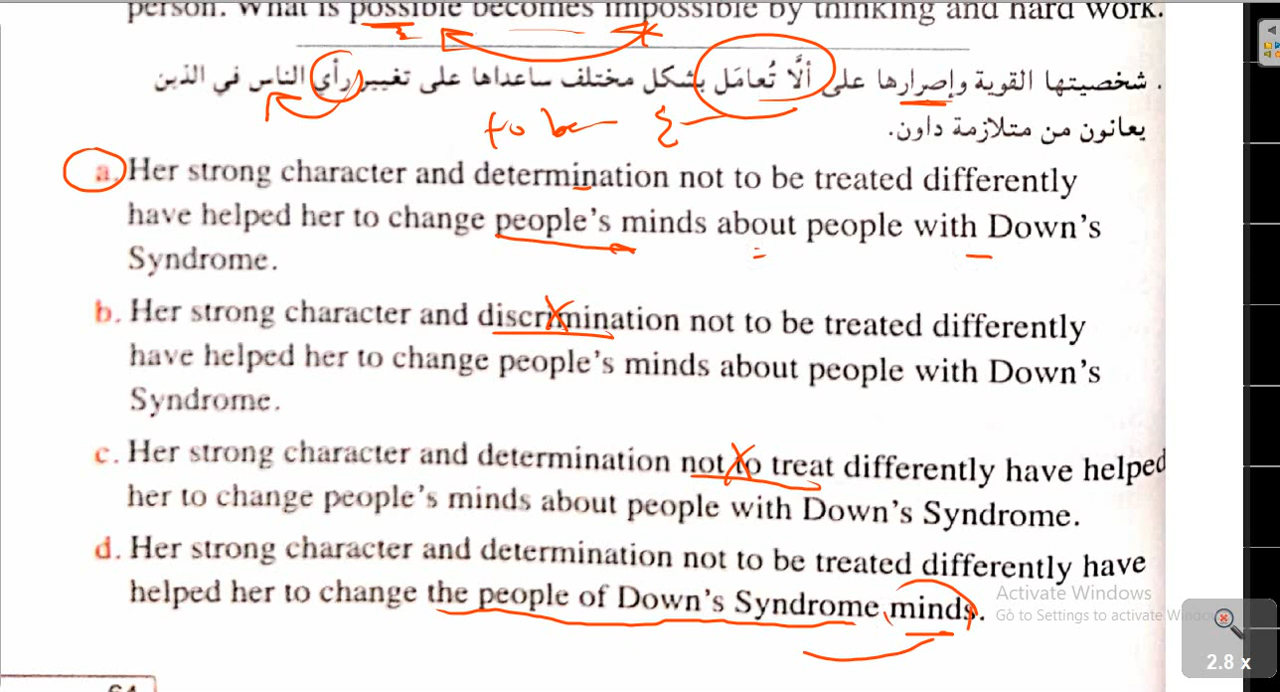 person. What is possible becomes impossible by thinking and hard work.
. شخصيتها القوية وإصرارها على ألَّا تُعامَل بشكل مختلف ساعداها على تغيير رأي الناس في الذين
يعانون من متلازمة داون.
to be
a. Her strong character and determination not to be treated differently
have helped her to change people's minds about people with Down's
Syndrome.
b. Her strong character and discrimination not to be treated differently
have helped her to change people's minds about people with Down's
Syndrome.
c. Her strong character and determination not to treat differently have helped
her to change people's minds about people with Down's Syndrome.
d. Her strong character and determination not to be treated differently have
helped her to change the people of Down's Syndrome minds.
Activate Windows
Go to Settings to activate Windows.
2.8 x